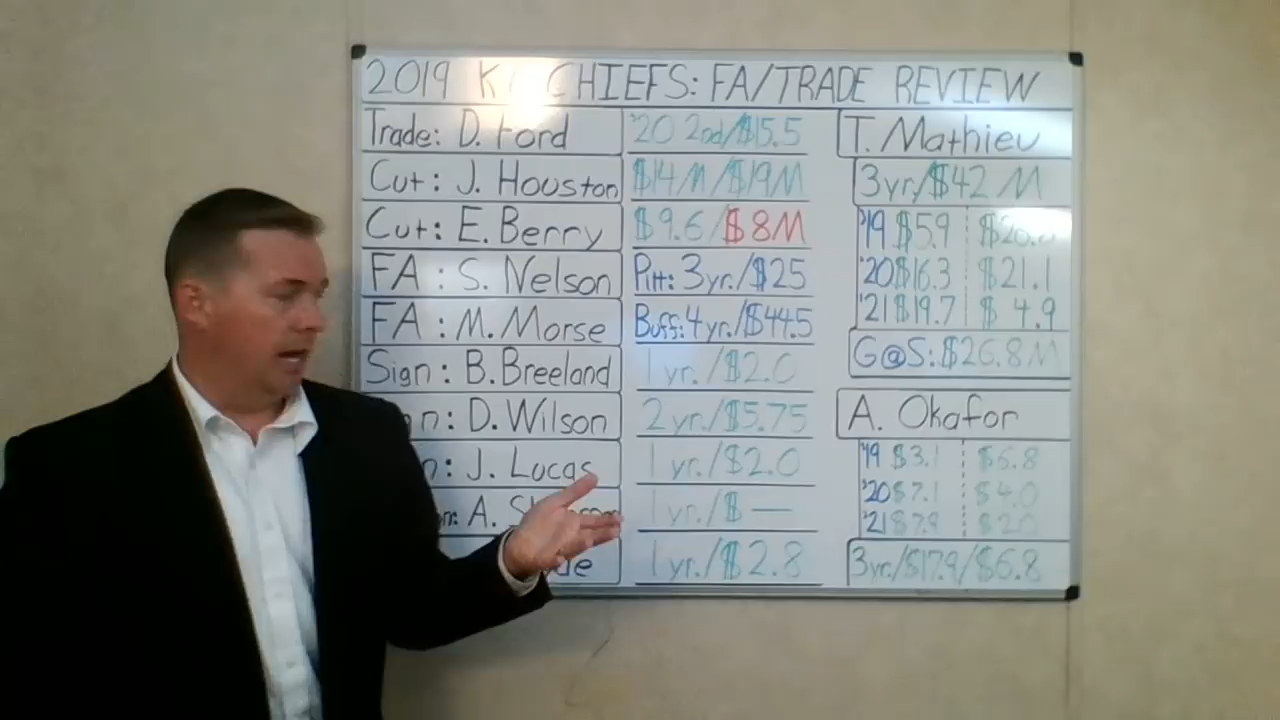 2019 K CHIEFS: FA/TRADE REVIEW
Trade: D. Ford '20 2nd/$15.5
Cut: J. Houston $14M/$19M
Cut: E. Berry $9.6/$8M
FA: S. Nelson Pitt: 3yr./$25
FA: M. Morse Buff: 4yr./$44.5
Sign: B. Breeland 1yr./$2.0
n: D. Wilson 2yr./$5.75
n: J. Lucas 1yr./$2.0
n: A. 1yr./$ —
de 1yr./$2.8
T. Mathieu
3yr/$42 M
'19 $5.9
'20 $16.3 $21.1
'21 $19.7 $4.9
G@S: $26.8M
A. Okafor
'19 $3.1 $6.8
'20 $7.1 $4.0
'21 $7.9 $2.0
3yr/$17.9/$6.8